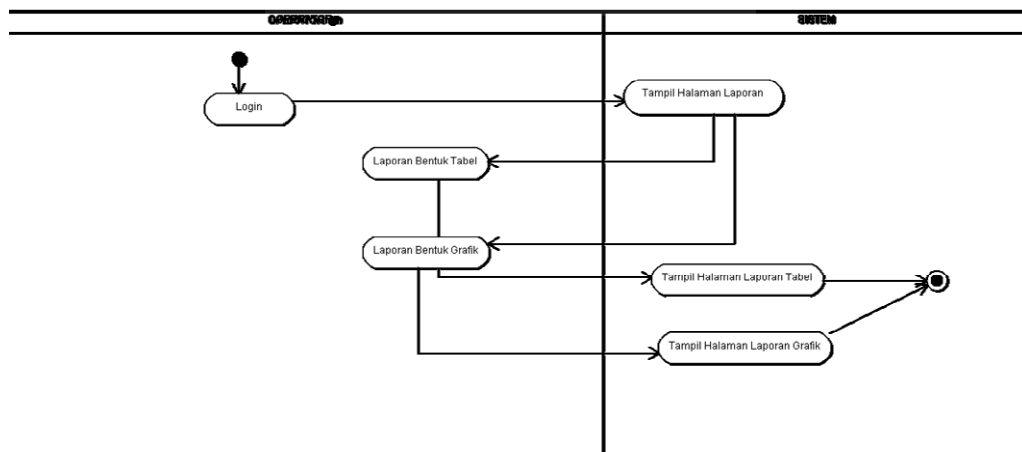 SISTEM
Login
Tampil Halaman Laporan
Laporan Bentuk Tabel
Laporan Bentuk Grafik
Tampil Halaman Laporan Tabel
Tampil Halaman Laporan Grafik